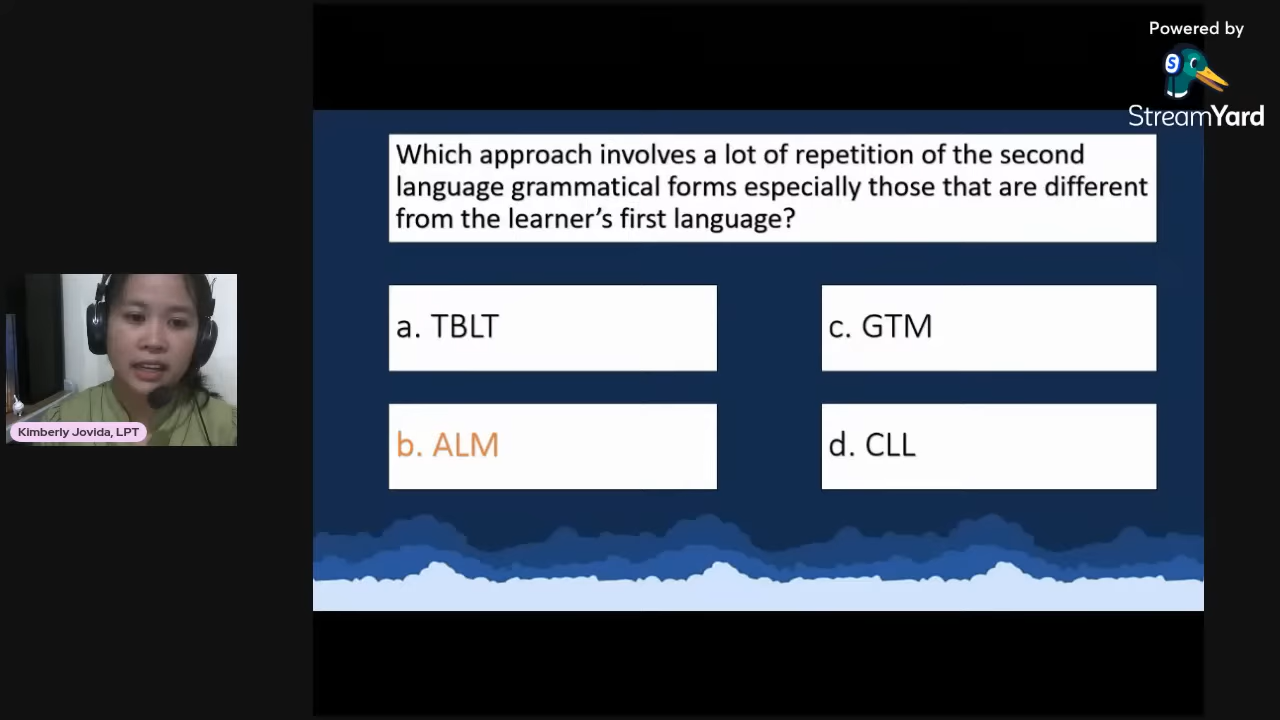 Powered by
StreamYard
Which approach involves a lot of repetition of the second
language grammatical forms especially those that are different
from the learner's first language?
a. TBLT
c. GTM
b. ALM
d. CLL
Kimberly Jovida, LPT